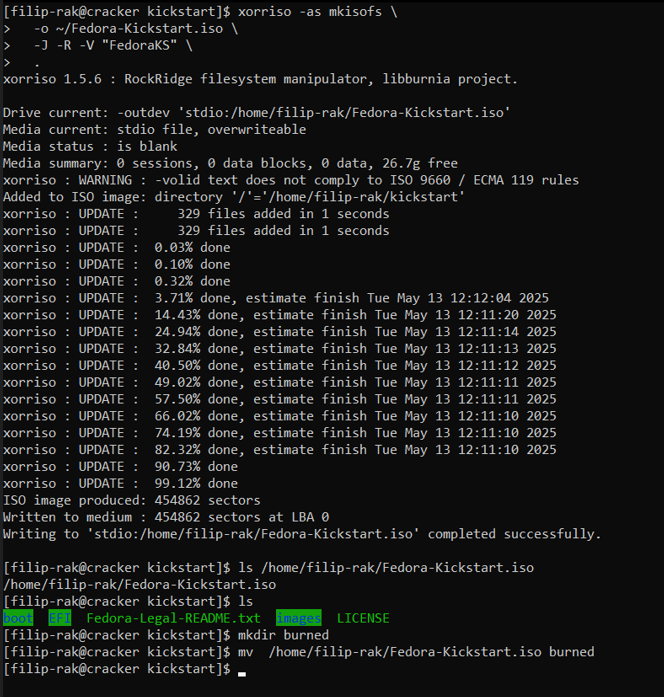 [filip-rak@cracker kickstart]$ xorriso -as mkisofs \
>   -o ~/Fedora-Kickstart.iso \
>   -J -R -V "FedoraKS" \
>   .
xorriso 1.5.6 : RockRidge filesystem manipulator, libburnia project.

Drive current: -outdev 'stdio:/home/filip-rak/Fedora-Kickstart.iso'
Media current: stdio file, overwriteable
Media status : is blank
Media summary: 0 sessions, 0 data blocks, 0 data, 26.7g free
xorriso : WARNING : -volid text does not comply to ISO 9660 / ECMA 119 rules
Added to ISO image: directory '/'='/home/filip-rak/kickstart'
xorriso : UPDATE :     329 files added in 1 seconds
xorriso : UPDATE :     329 files added in 1 seconds
xorriso : UPDATE :  0.03% done
xorriso : UPDATE :  0.10% done
xorriso : UPDATE :  0.32% done
xorriso : UPDATE :  3.71% done, estimate finish Tue May 13 12:12:04 2025
xorriso : UPDATE :  14.43% done, estimate finish Tue May 13 12:11:20 2025
xorriso : UPDATE :  24.94% done, estimate finish Tue May 13 12:11:14 2025
xorriso : UPDATE :  32.84% done, estimate finish Tue May 13 12:11:13 2025
xorriso : UPDATE :  40.50% done, estimate finish Tue May 13 12:11:12 2025
xorriso : UPDATE :  49.02% done, estimate finish Tue May 13 12:11:11 2025
xorriso : UPDATE :  57.50% done, estimate finish Tue May 13 12:11:11 2025
xorriso : UPDATE :  66.02% done, estimate finish Tue May 13 12:11:10 2025
xorriso : UPDATE :  74.19% done, estimate finish Tue May 13 12:11:10 2025
xorriso : UPDATE :  82.32% done, estimate finish Tue May 13 12:11:10 2025
xorriso : UPDATE :  90.73% done
xorriso : UPDATE :  99.12% done
ISO image produced: 454862 sectors
Written to medium : 454862 sectors at LBA 0
Writing to 'stdio:/home/filip-rak/Fedora-Kickstart.iso' completed successfully.

[filip-rak@cracker kickstart]$ ls /home/filip-rak/Fedora-Kickstart.iso
/home/filip-rak/Fedora-Kickstart.iso
[filip-rak@cracker kickstart]$ ls
boot  EFI  Fedora-Legal-README.txt  images  LICENSE
[filip-rak@cracker kickstart]$ mkdir burned
[filip-rak@cracker kickstart]$ mv  /home/filip-rak/Fedora-Kickstart.iso burned
[filip-rak@cracker kickstart]$